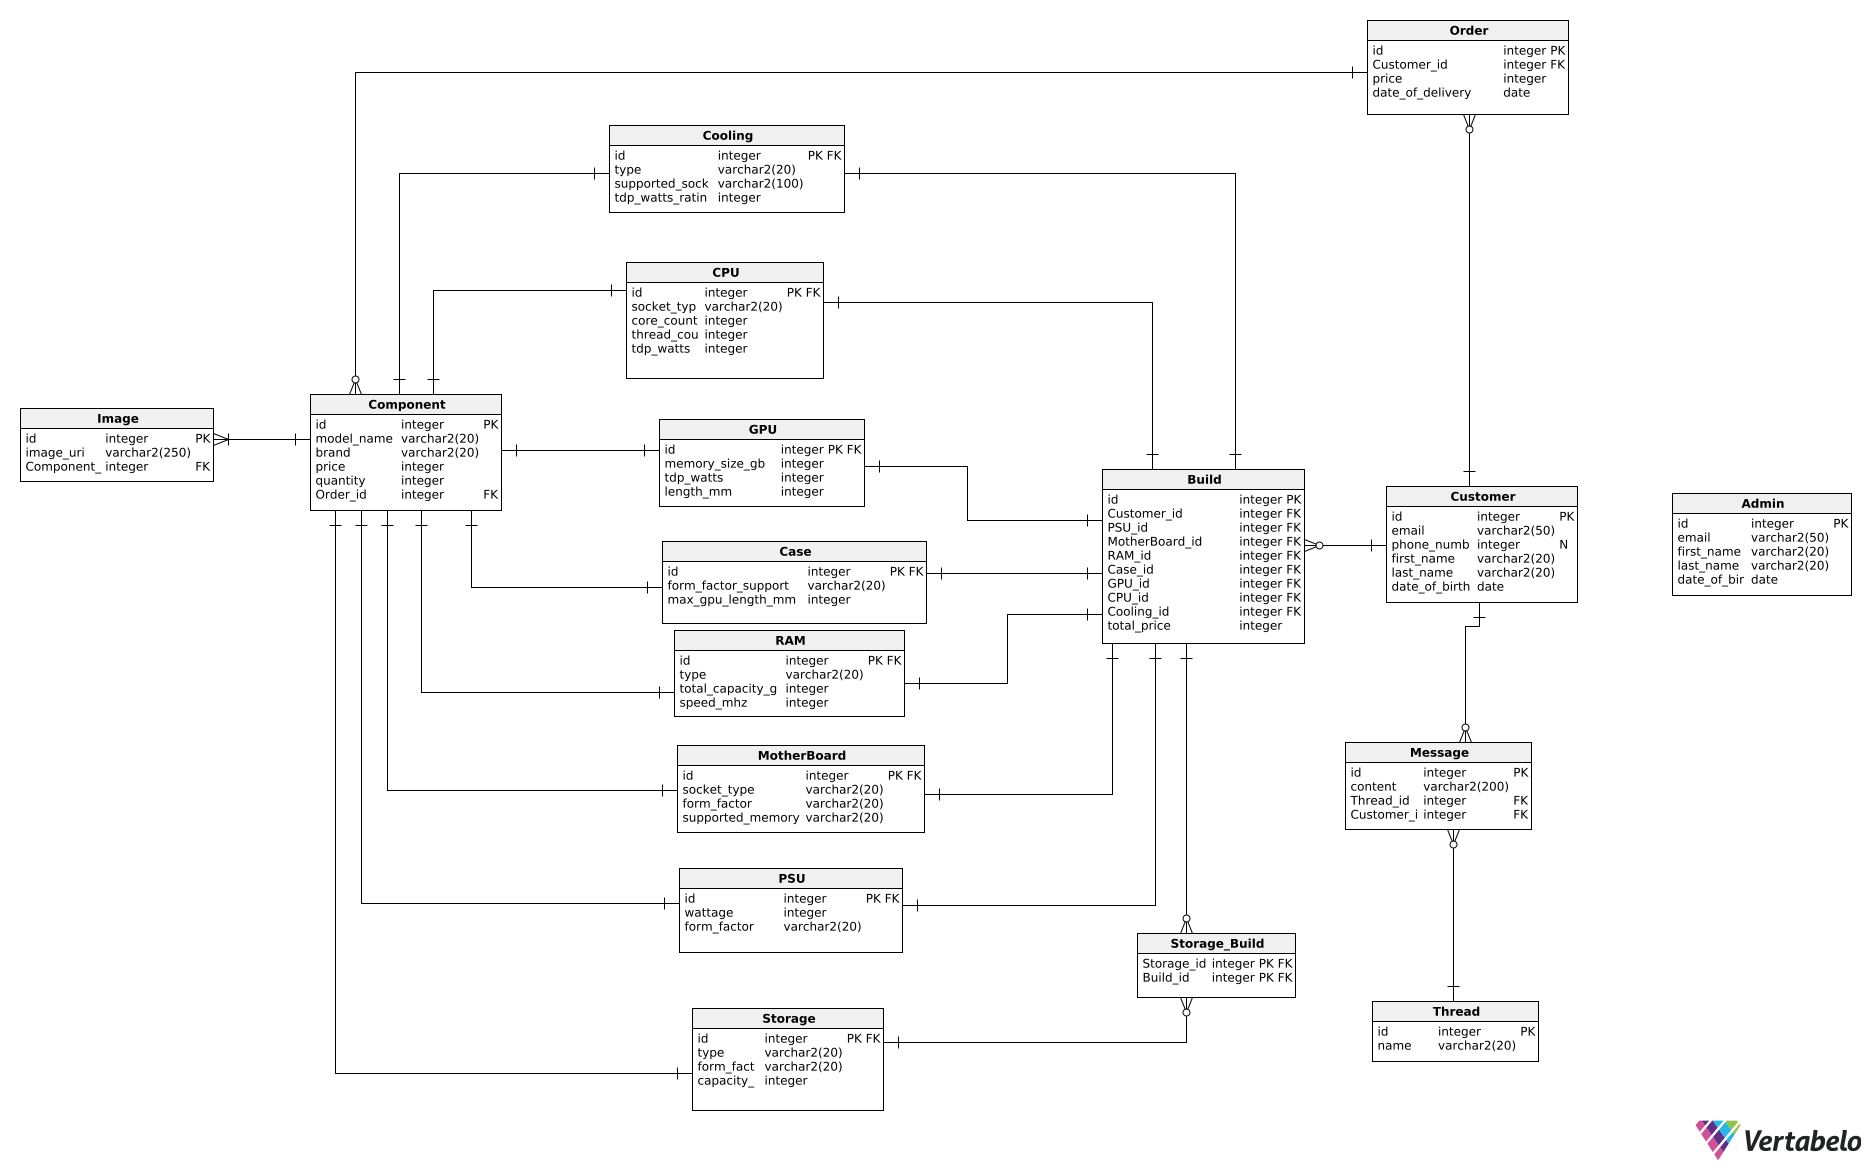 Order
id integer PK
Customer_id integer FK
price integer
date_of_delivery date
Cooling
id integer PK FK
type varchar2(20)
supported_sock varchar2(100)
tdp_watts_ratin integer
CPU
id integer PK FK
socket_typ varchar2(20)
core_count integer
thread_cou integer
tdp_watts integer
Image
id integer PK
image_uri varchar2(250)
Component_ integer FK
Component
id integer PK
model_name varchar2(20)
brand varchar2(20)
price integer
quantity integer
Order_id integer FK
GPU
id integer PK FK
memory_size_gb integer
tdp_watts integer
length_mm integer
Build
id integer PK
Customer_id integer FK
PSU_id integer FK
MotherBoard_id integer FK
RAM_id integer FK
Case_id integer FK
GPU_id integer FK
CPU_id integer FK
Cooling_id integer FK
total_price integer
Customer
id integer PK
email varchar2(50)
phone_numb integer N
first_name varchar2(20)
last_name varchar2(20)
date_of_birth date
Admin
id integer PK
email varchar2(50)
first_name varchar2(20)
last_name varchar2(20)
date_of_bir date
Case
id integer PK FK
form_factor_support varchar2(20)
max_gpu_length_mm integer
RAM
id integer PK FK
type varchar2(20)
total_capacity_g integer
speed_mhz integer
MotherBoard
id integer PK FK
socket_type varchar2(20)
form_factor varchar2(20)
supported_memory varchar2(20)
Message
id integer PK
content varchar2(200)
Thread_id integer FK
Customer_i integer FK
PSU
id integer PK FK
wattage integer
form_factor varchar2(20)
Storage_Build
Storage_id integer PK FK
Build_id integer PK FK
Storage
id integer PK FK
type varchar2(20)
form_fact varchar2(20)
capacity_ integer
Thread
id integer PK
name varchar2(20)
Vertabelo